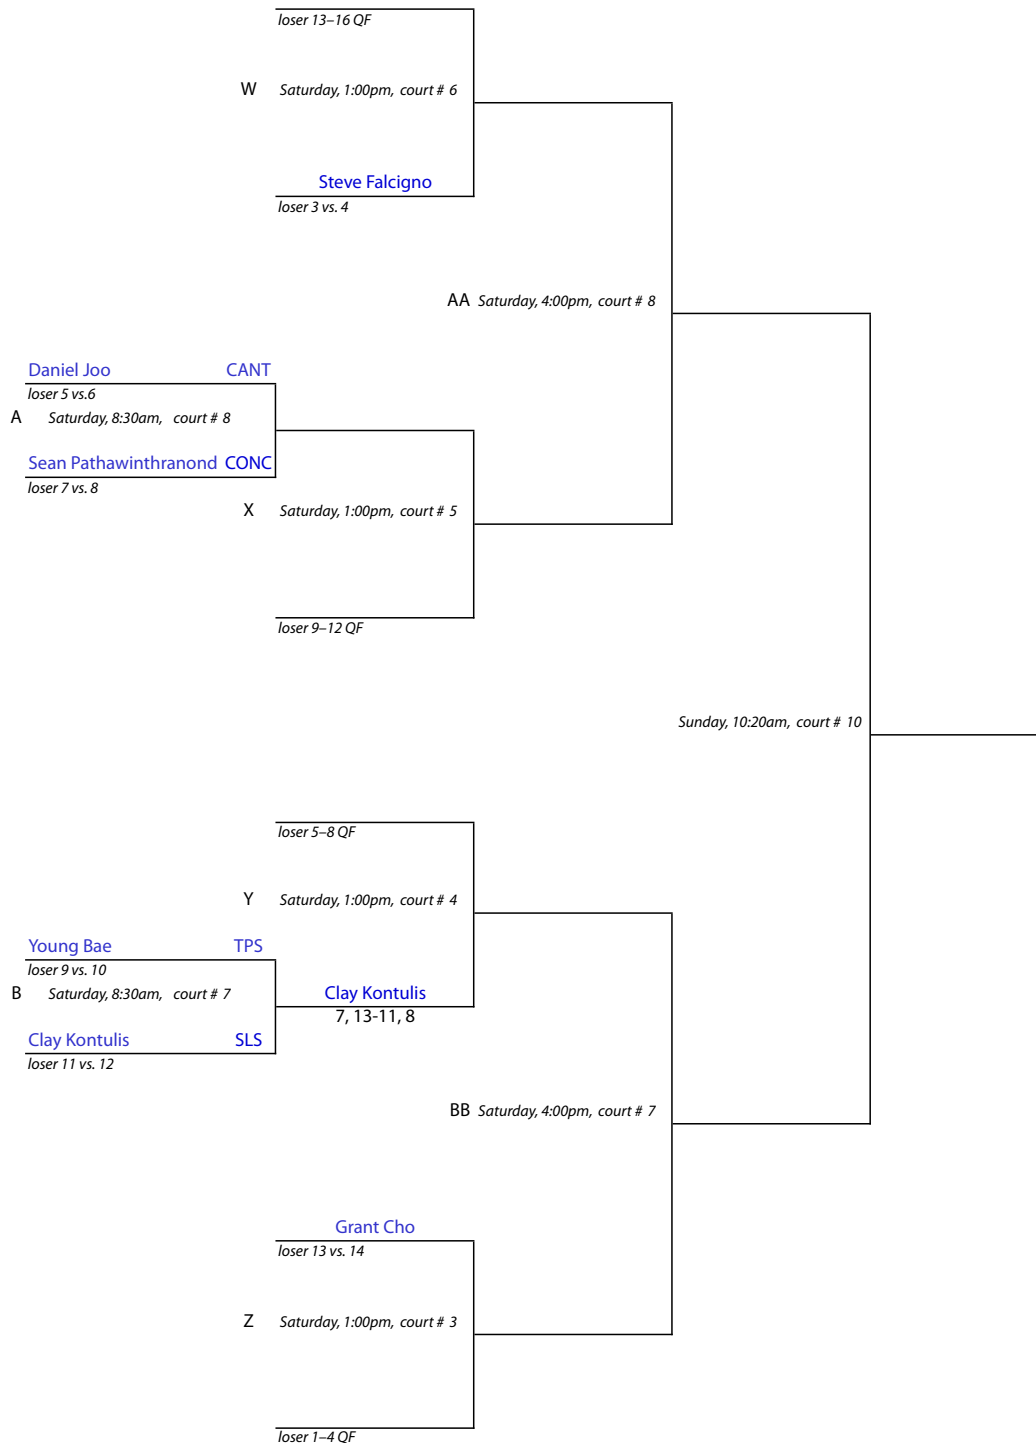 loser 13–16 QF
W Saturday, 1:00pm, court # 6
Steve Falcigno
loser 3 vs. 4
AA Saturday, 4:00pm, court # 8
Daniel Joo CANT
loser 5 vs.6
A Saturday, 8:30am, court # 8
Sean Pathawinthranond CONC
loser 7 vs. 8
X Saturday, 1:00pm, court # 5
loser 9–12 QF
Sunday, 10:20am, court # 10
loser 5–8 QF
Y Saturday, 1:00pm, court # 4
Young Bae TPS
loser 9 vs. 10
B Saturday, 8:30am, court # 7
Clay Kontulis
7, 13-11, 8
Clay Kontulis SLS
loser 11 vs. 12
BB Saturday, 4:00pm, court # 7
Grant Cho
loser 13 vs. 14
Z Saturday, 1:00pm, court # 3
loser 1–4 QF